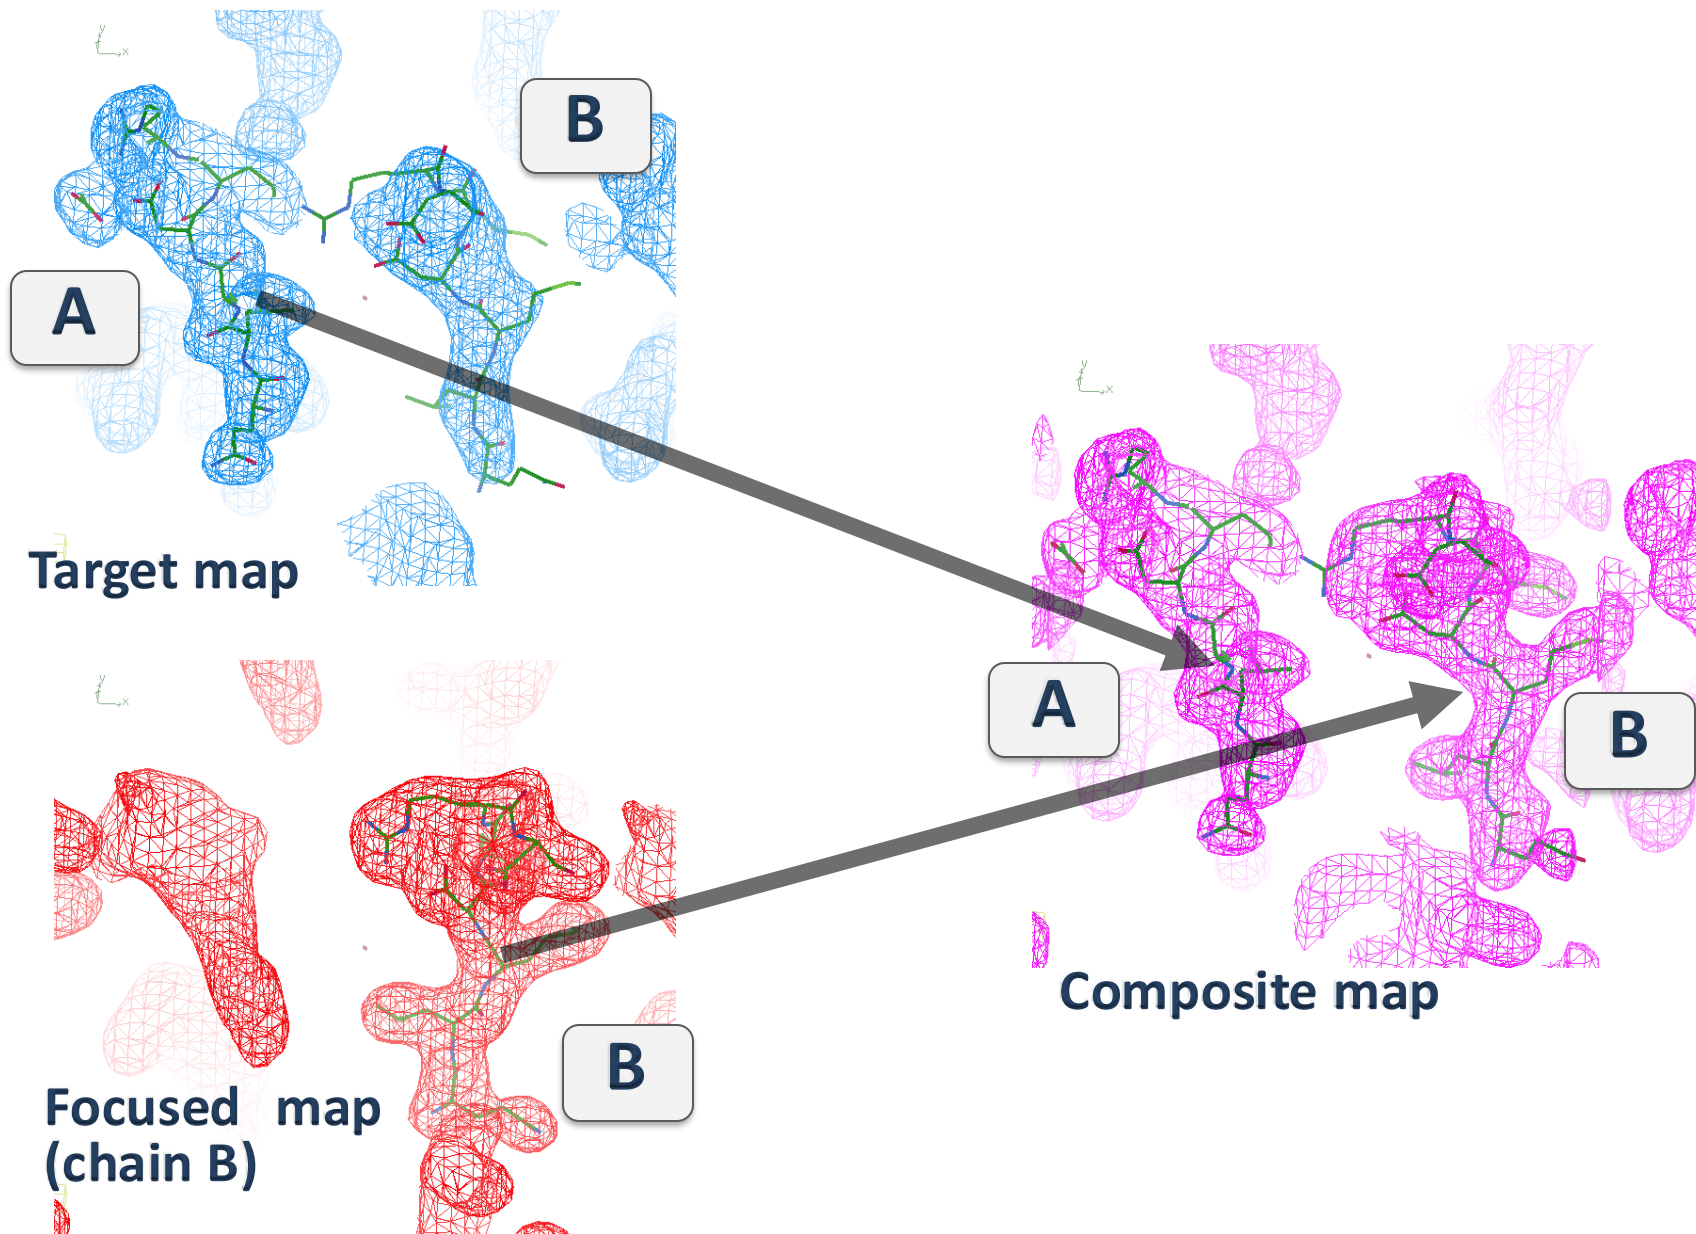 y
x
B
A
Target map
y
x
A
B
Composite map
y
x
B
Focused map
(chain B)